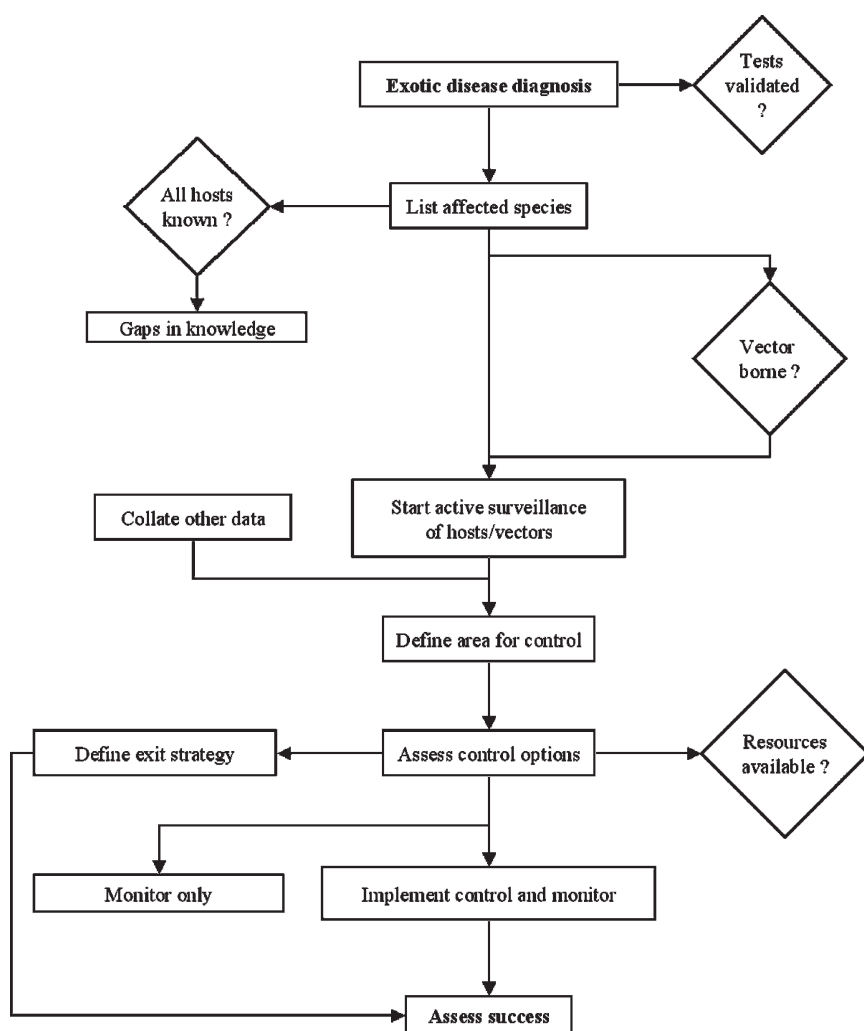 Exotic disease diagnosis
Tests
validated
?
All hosts
known ?
List affected species
Gaps in knowledge
Vector
borne ?
Collate other data
Start active surveillance
of hosts/vectors
Define area for control
Define exit strategy
Assess control options
Resources
available ?
Monitor only
Implement control and monitor
Assess success